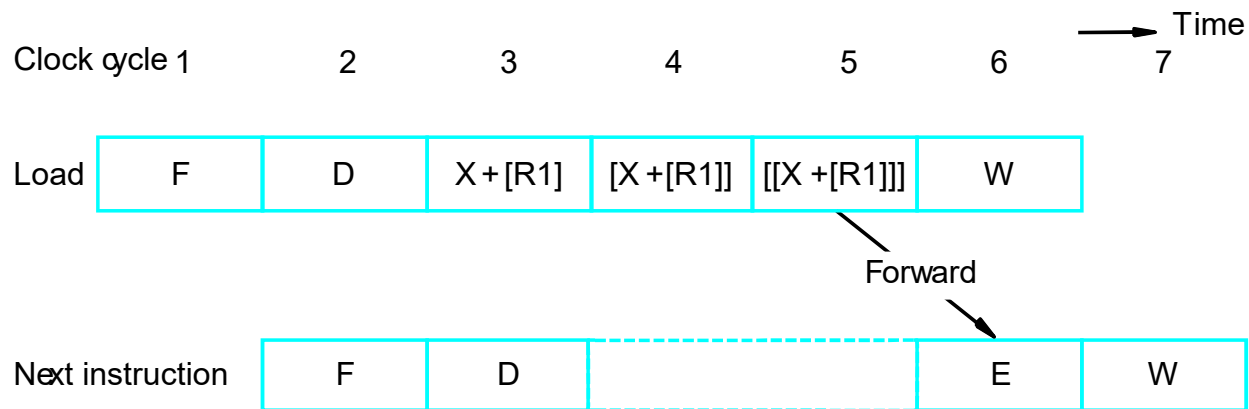 Time
Clock cycle 1 2 3 4 5 6 7
Load F D X + [R1] [X +[R1]] [[X +[R1]]] W
Forward
Next instruction F D E W